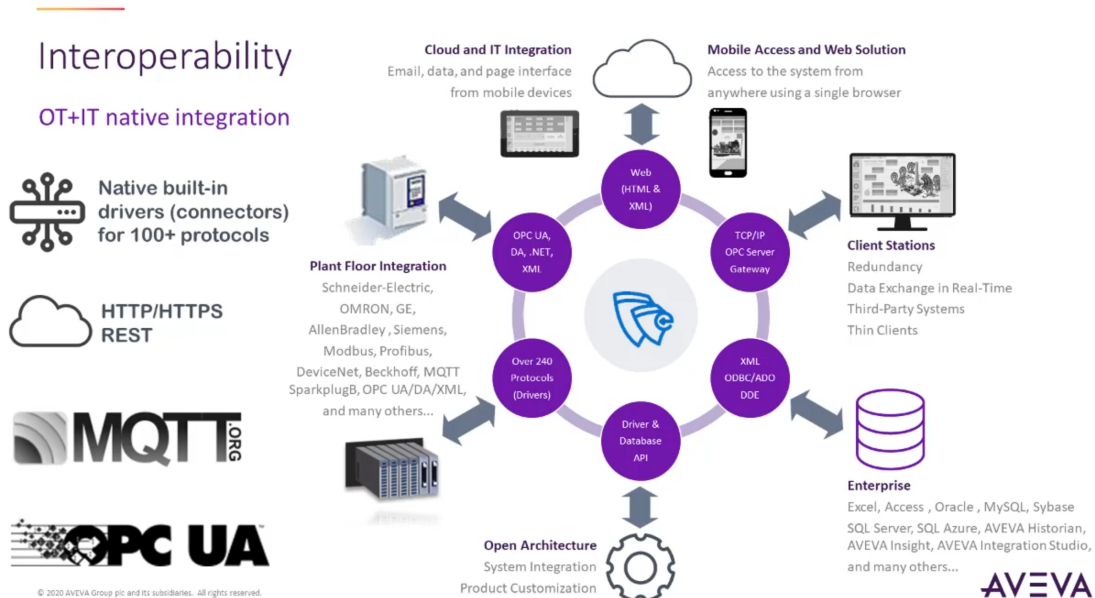 Interoperability
OT+IT native integration
Native built-in
drivers (connectors)
for 100+ protocols
HTTP/HTTPS
REST
MQTT.ORG
OPC UA™
© 2020 AVEVA Group plc and its subsidiaries. All rights reserved.
Cloud and IT Integration
Email, data, and page interface
from mobile devices
Mobile Access and Web Solution
Access to the system from
anywhere using a single browser
Web
(HTML &
XML)
OPC UA,
DA, .NET,
XML
TCP/IP
OPC Server
Gateway
Over 240
Protocols
(Drivers)
XML
ODBC/ADO
DDE
Driver &
Database
API
Plant Floor Integration
Schneider-Electric,
OMRON, GE,
AllenBradley , Siemens,
Modbus, Profibus,
DeviceNet, Beckhoff, MQTT
SparkplugB, OPC UA/DA/XML,
and many others...
Client Stations
Redundancy
Data Exchange in Real-Time
Third-Party Systems
Thin Clients
Enterprise
Excel, Access , Oracle , MySQL, Sybase
SQL Server, SQL Azure, AVEVA Historian,
AVEVA Insight, AVEVA Integration Studio,
and many others...
Open Architecture
System Integration
Product Customization
AVEVA